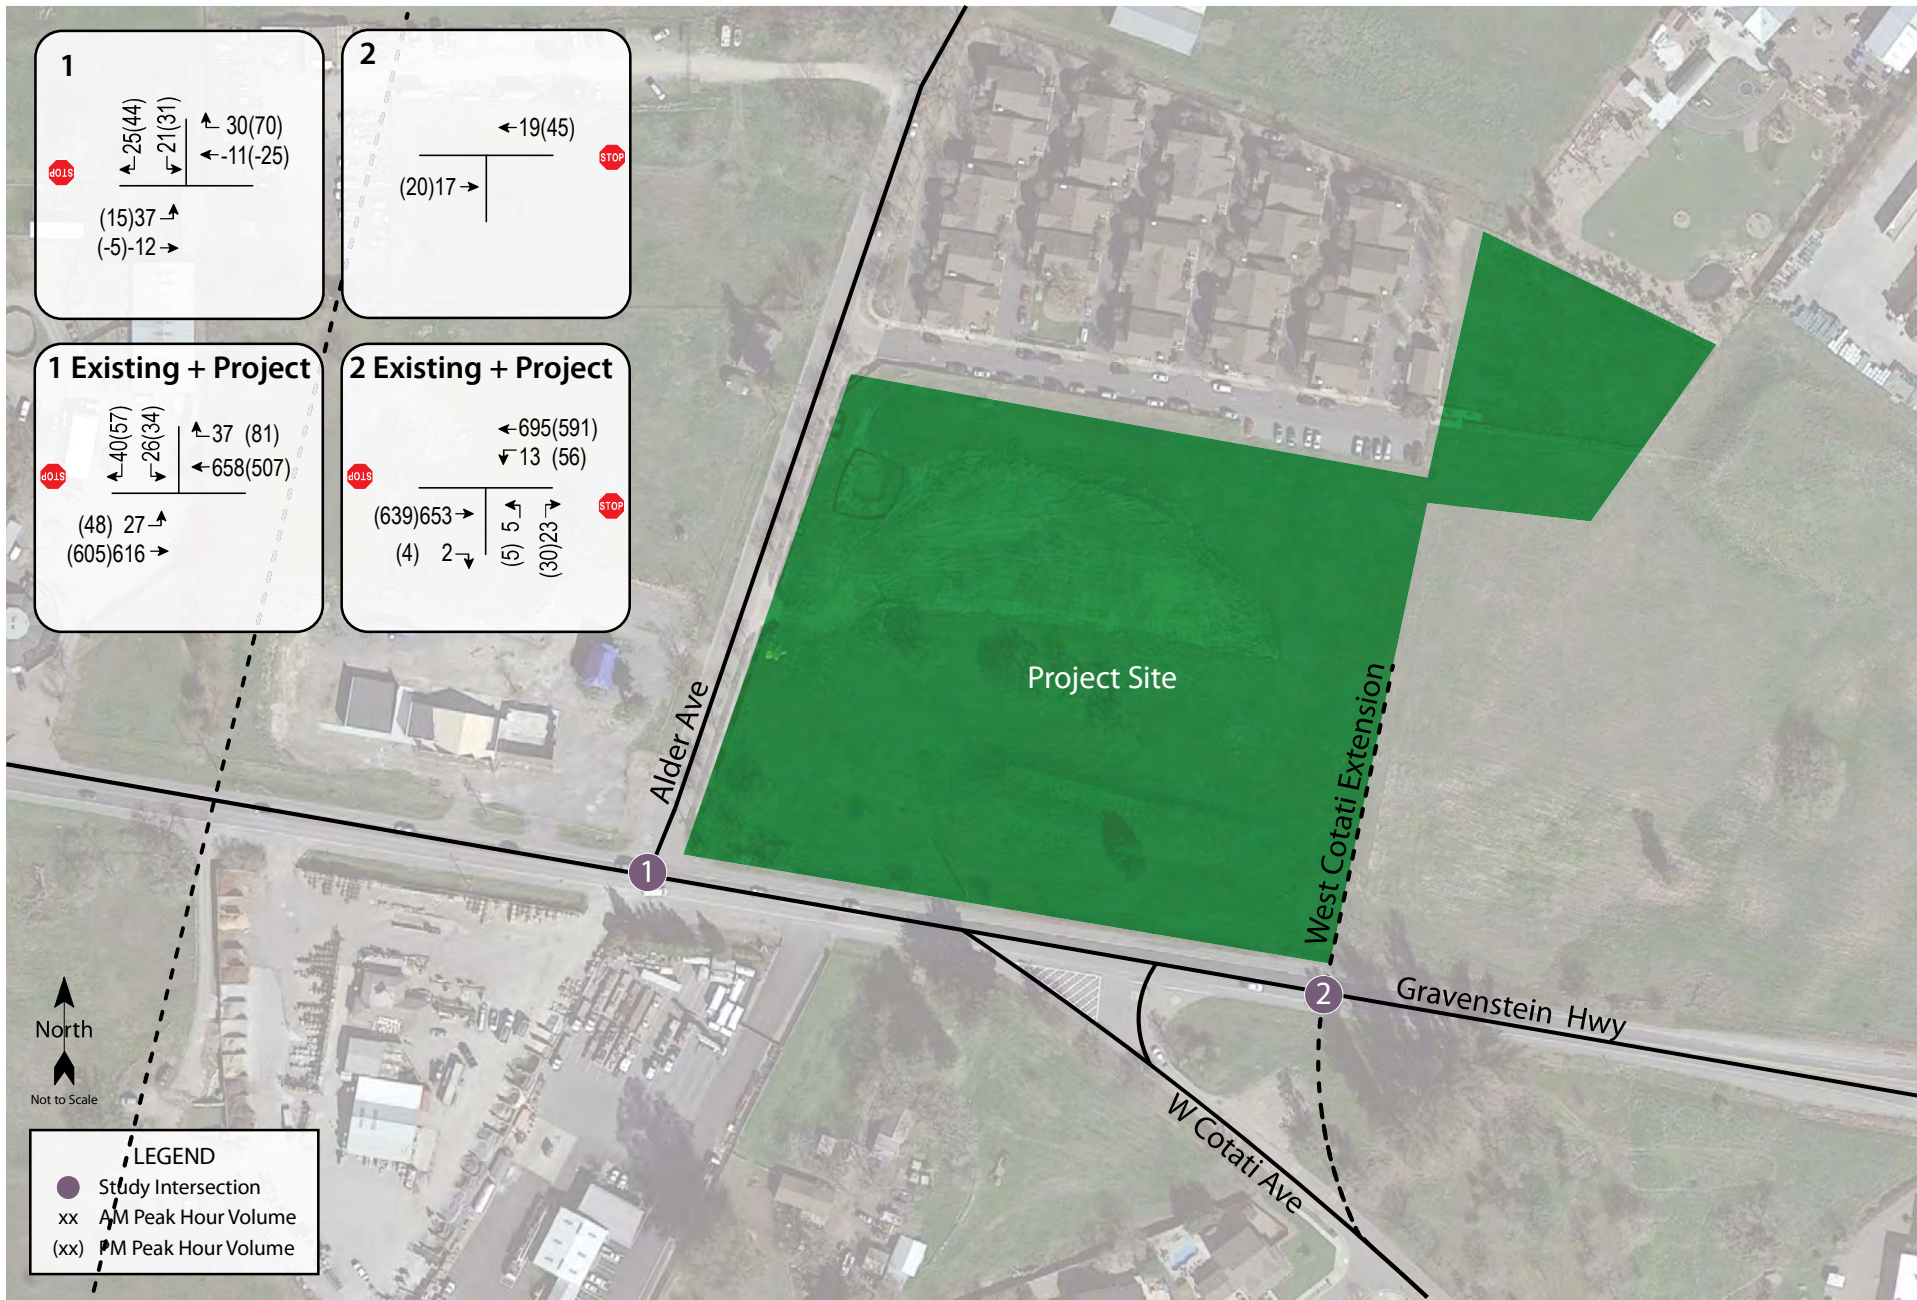 1
25(44)
21(31)
30(70)
-11(-25)
STOP
(15)37
(-5)-12
2
19(45)
STOP
(20)17
1 Existing + Project
40(57)
26(34)
37 (81)
658(507)
STOP
(48) 27
(605)616
2 Existing + Project
695(591)
13 (56)
STOP
STOP
(639)653
(4) 2
(5) 5
(30)23
Project Site
Alder Ave
West Cotati Extension
1
2
Gravenstein Hwy
W Cotati Ave
North
Not to Scale
LEGEND
Study Intersection
xx AM Peak Hour Volume
(xx) PM Peak Hour Volume